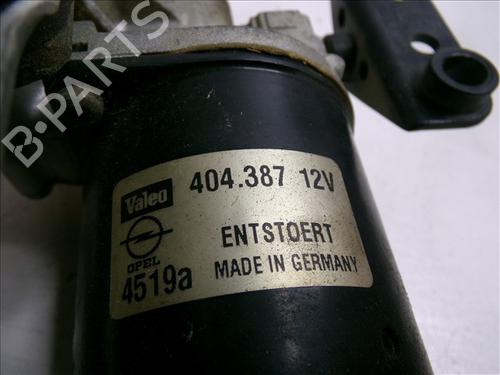 B-PARTS
Valeo 404.387 12V
ENTSTOERT
OPEL
4519a MADE IN GERMANY